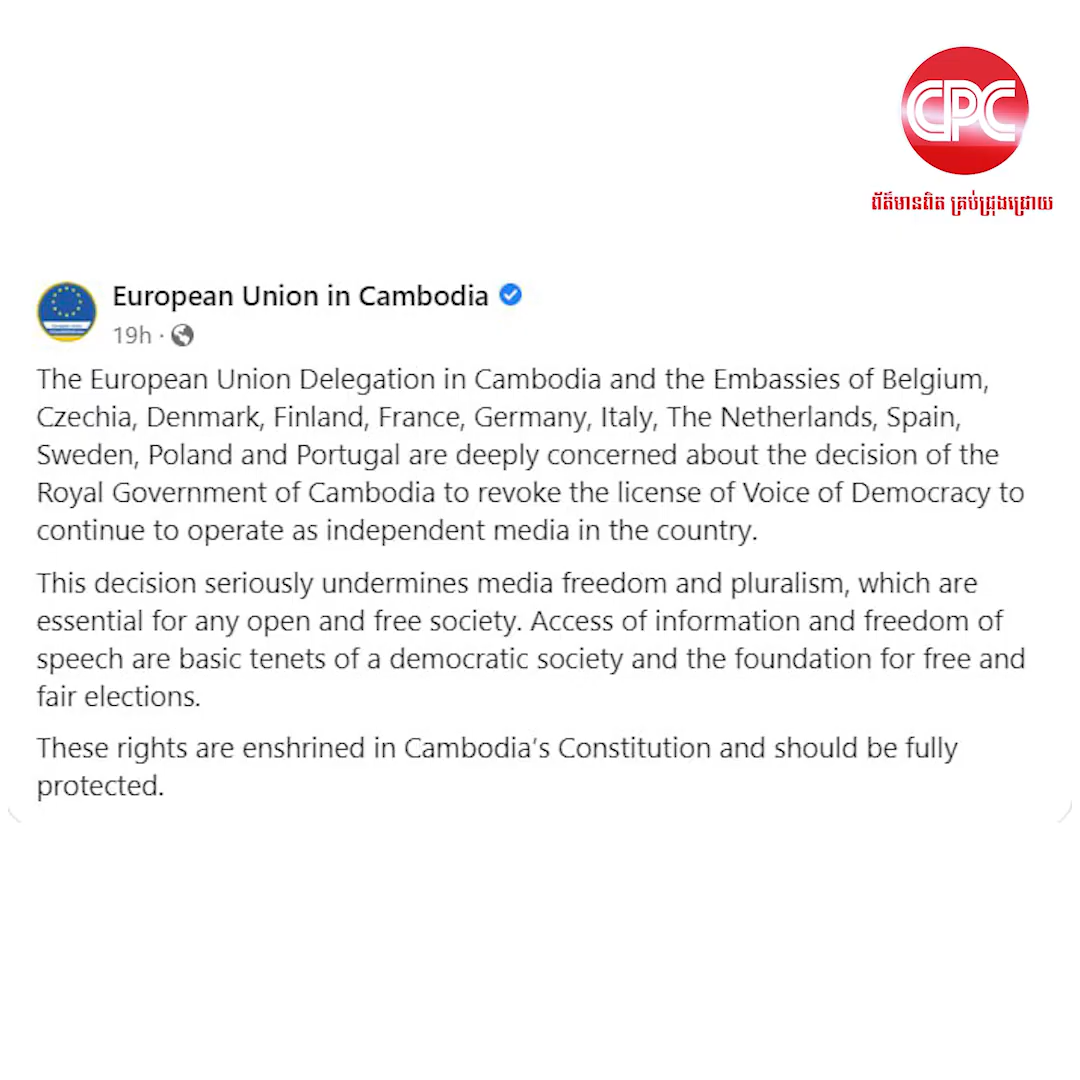 CPC
ព័ត៌មានពិត គ្រប់ជ្រុងជ្រោយ
European Union in Cambodia
19h ·
The European Union Delegation in Cambodia and the Embassies of Belgium,
Czechia, Denmark, Finland, France, Germany, Italy, The Netherlands, Spain,
Sweden, Poland and Portugal are deeply concerned about the decision of the
Royal Government of Cambodia to revoke the license of Voice of Democracy to
continue to operate as independent media in the country.
This decision seriously undermines media freedom and pluralism, which are
essential for any open and free society. Access of information and freedom of
speech are basic tenets of a democratic society and the foundation for free and
fair elections.
These rights are enshrined in Cambodia's Constitution and should be fully
protected.